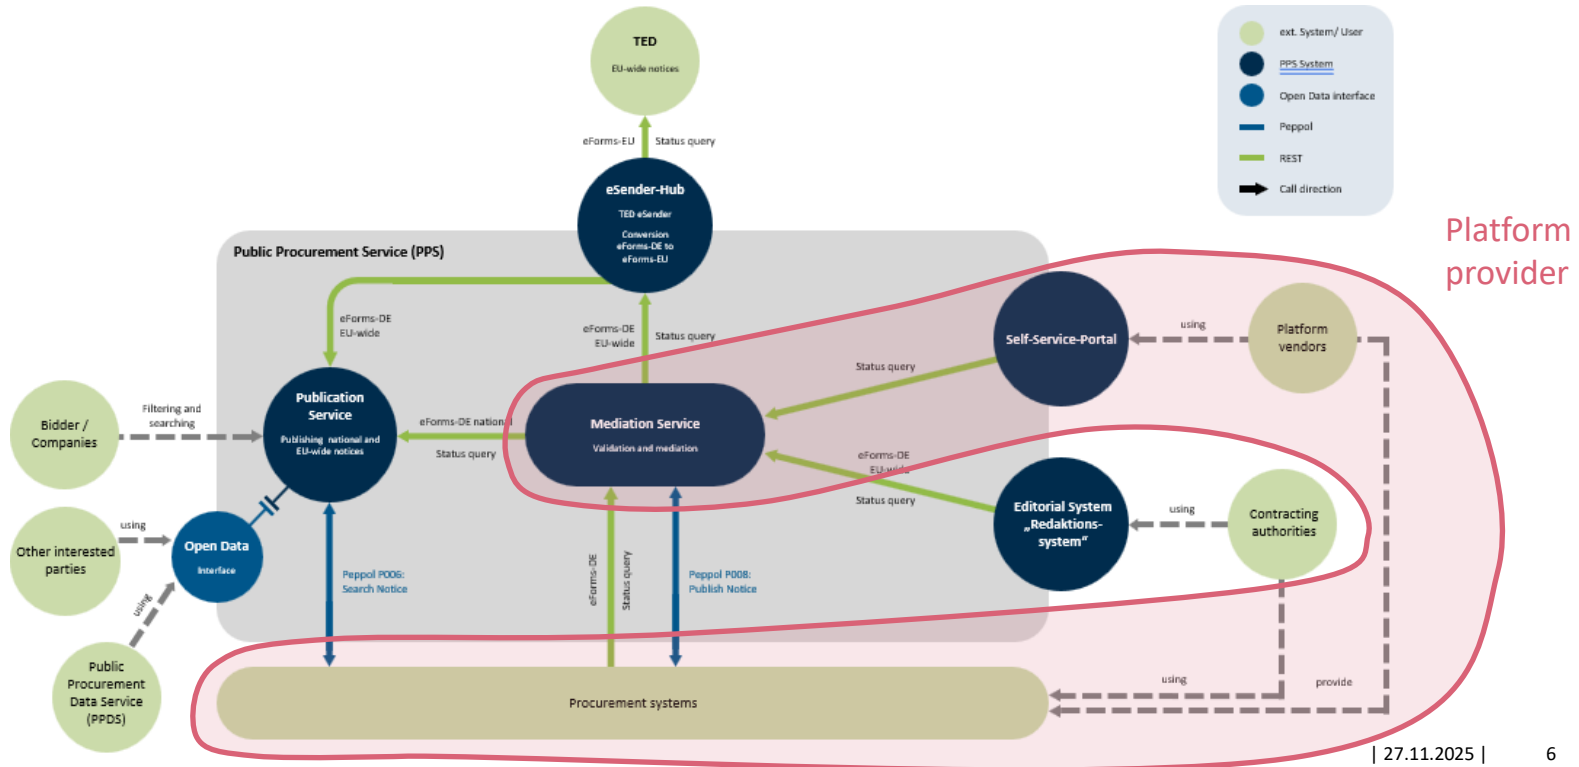 TED
EU-wide notices
ext. System/ User
PPS System
Open Data interface
Peppol
REST
Call direction
eForms-EU
Status query
eSender-Hub
TED eSender
Conversion
eForms-DE to
eForms-EU
Platform
provider
Public Procurement Service (PPS)
eForms-DE
EU-wide
eForms-DE
EU-wide
Status query
Self-Service-Portal
using
Platform
vendors
Status query
Publication
Service
Publishing national and
EU-wide notices
Bidder /
Companies
Filtering and
searching
eForms-DE national
Status query
Mediation Service
Validation and mediation
eForms-DE
EU-wide
Status query
Editorial System
„Redaktions-
system“
using
Contracting
authorities
Other interested
parties
using
Open Data
Interface
using
Peppol P006:
Search Notice
eForms-DE
Status query
Peppol P008:
Publish Notice
Public
Procurement
Data Service
(PPDS)
Procurement systems
using
provide
| 27.11.2025 |
6